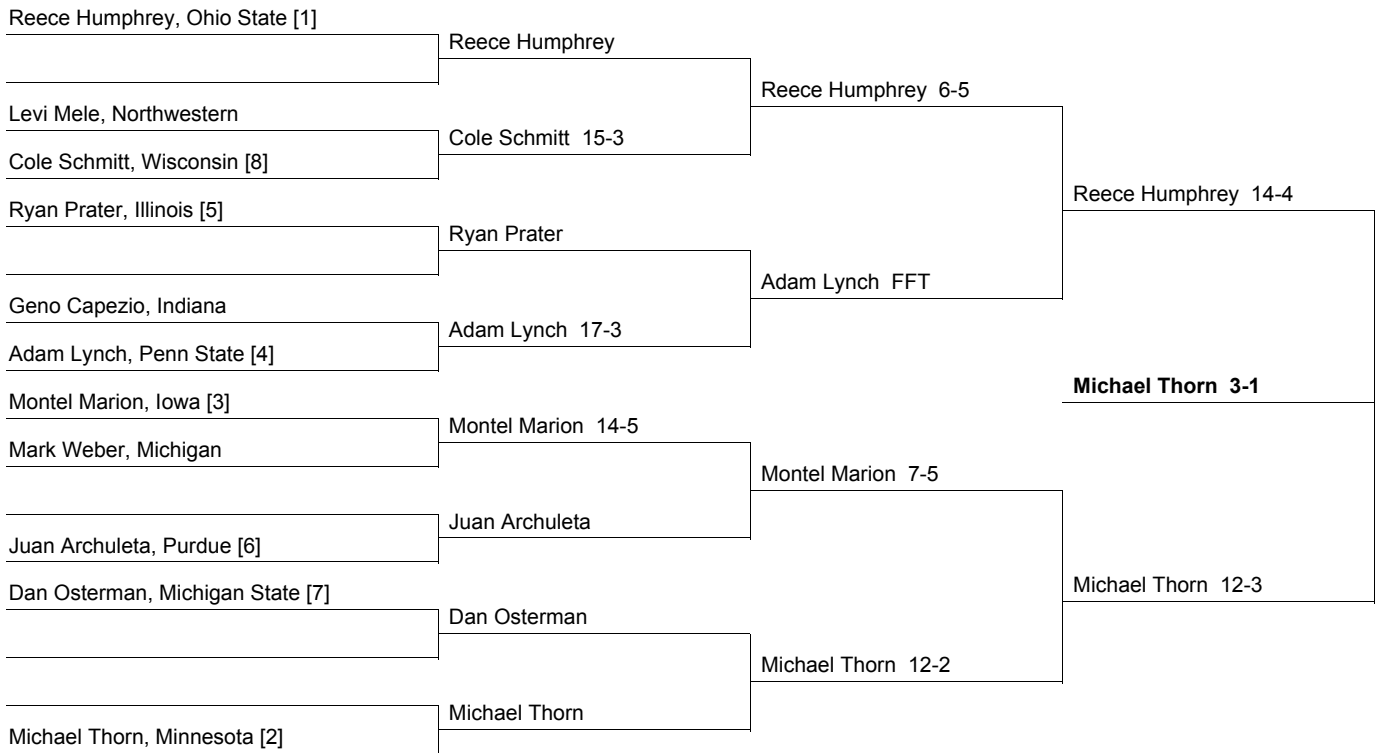 Reece Humphrey, Ohio State [1]
Reece Humphrey
Reece Humphrey 6-5
Levi Mele, Northwestern
Cole Schmitt 15-3
Cole Schmitt, Wisconsin [8]
Reece Humphrey 14-4
Ryan Prater, Illinois [5]
Ryan Prater
Adam Lynch FFT
Geno Capezio, Indiana
Adam Lynch 17-3
Adam Lynch, Penn State [4]
Michael Thorn 3-1
Montel Marion, Iowa [3]
Montel Marion 14-5
Mark Weber, Michigan
Montel Marion 7-5
Juan Archuleta
Juan Archuleta, Purdue [6]
Michael Thorn 12-3
Dan Osterman, Michigan State [7]
Dan Osterman
Michael Thorn 12-2
Michael Thorn
Michael Thorn, Minnesota [2]